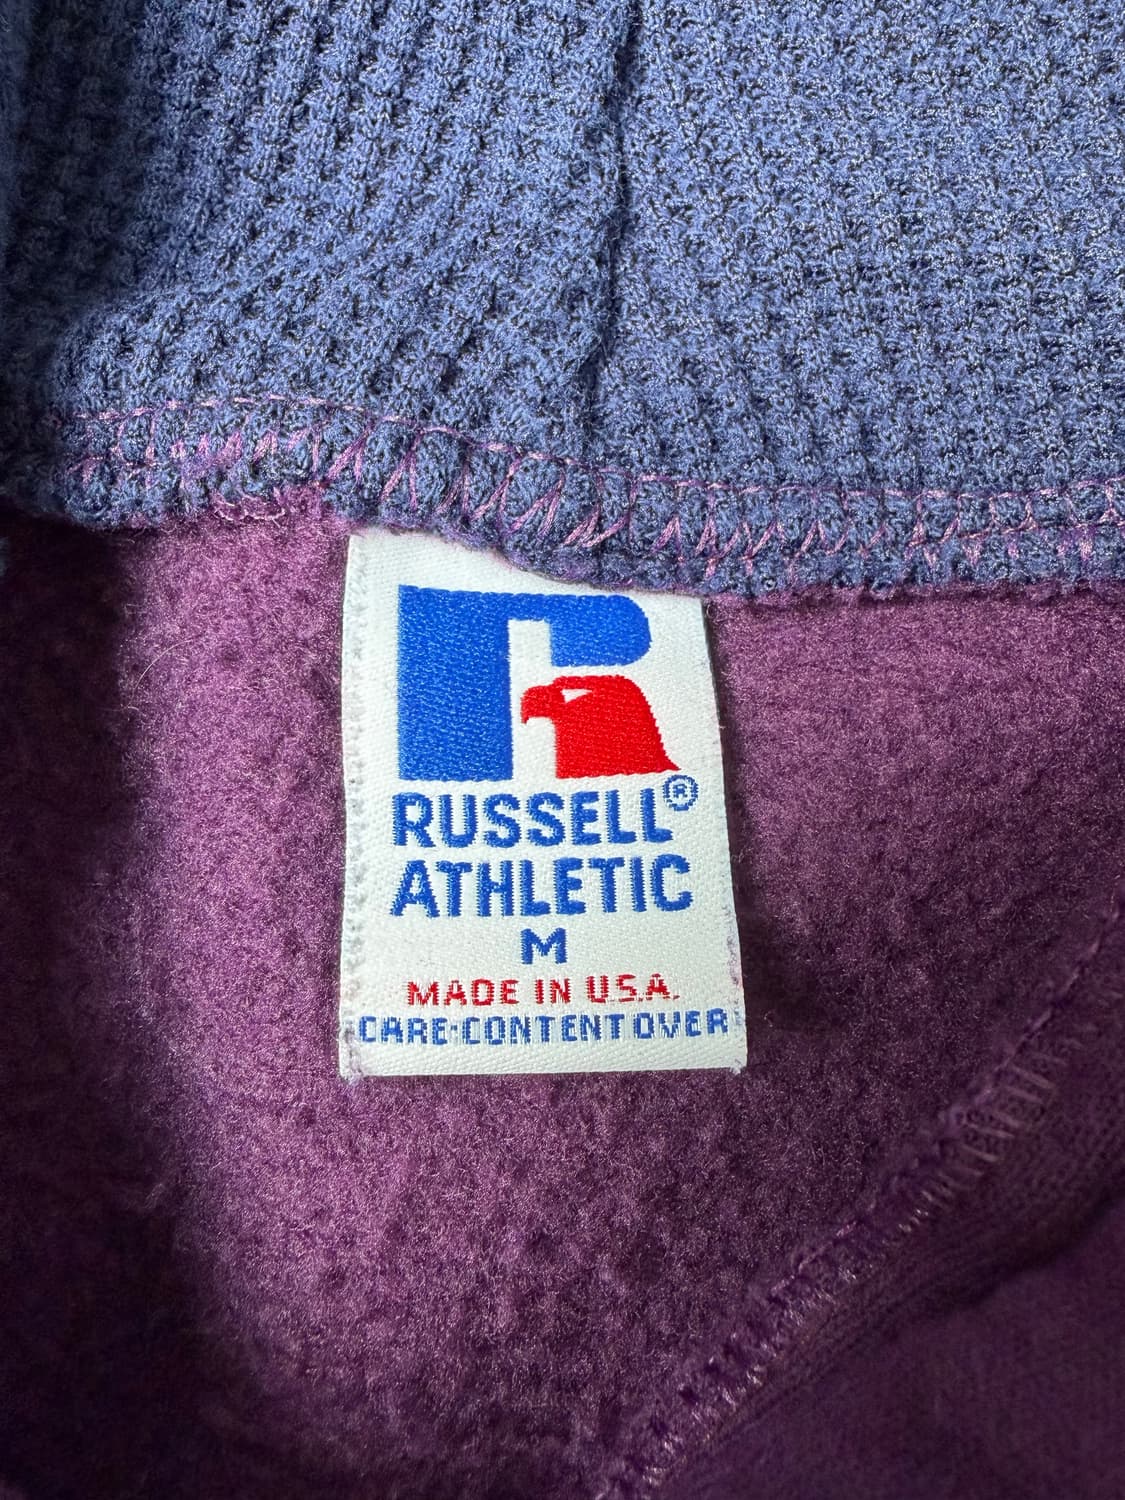 RUSSELL®
ATHLETIC
M
MADE IN U.S.A.
CARE·CONTENT OVER